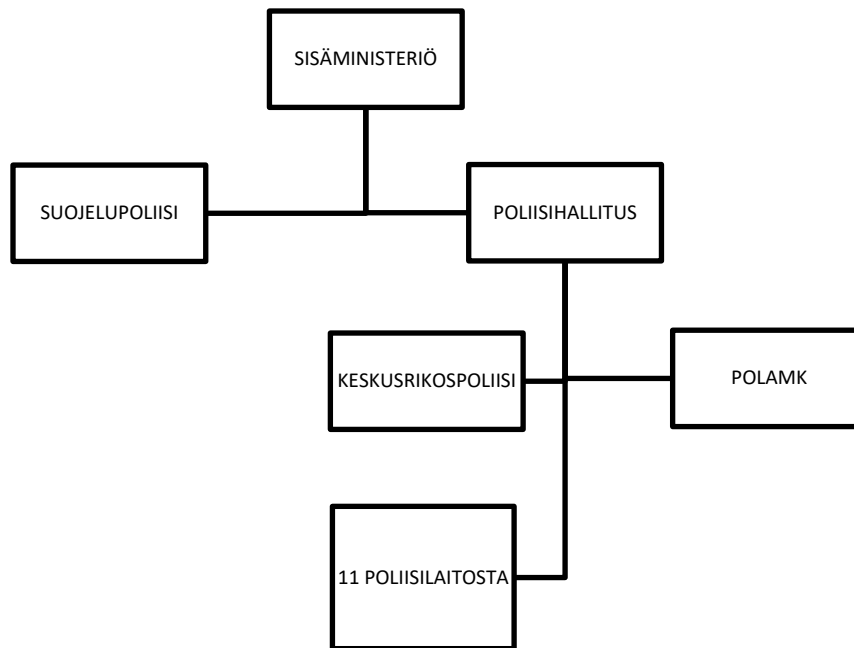 SISÄMINISTERIÖ
SUOJELUPOLIISI
POLIISIHALLITUS
KESKUSRIKOSPOLIISI
POLAMK
11 POLIISILAITOSTA